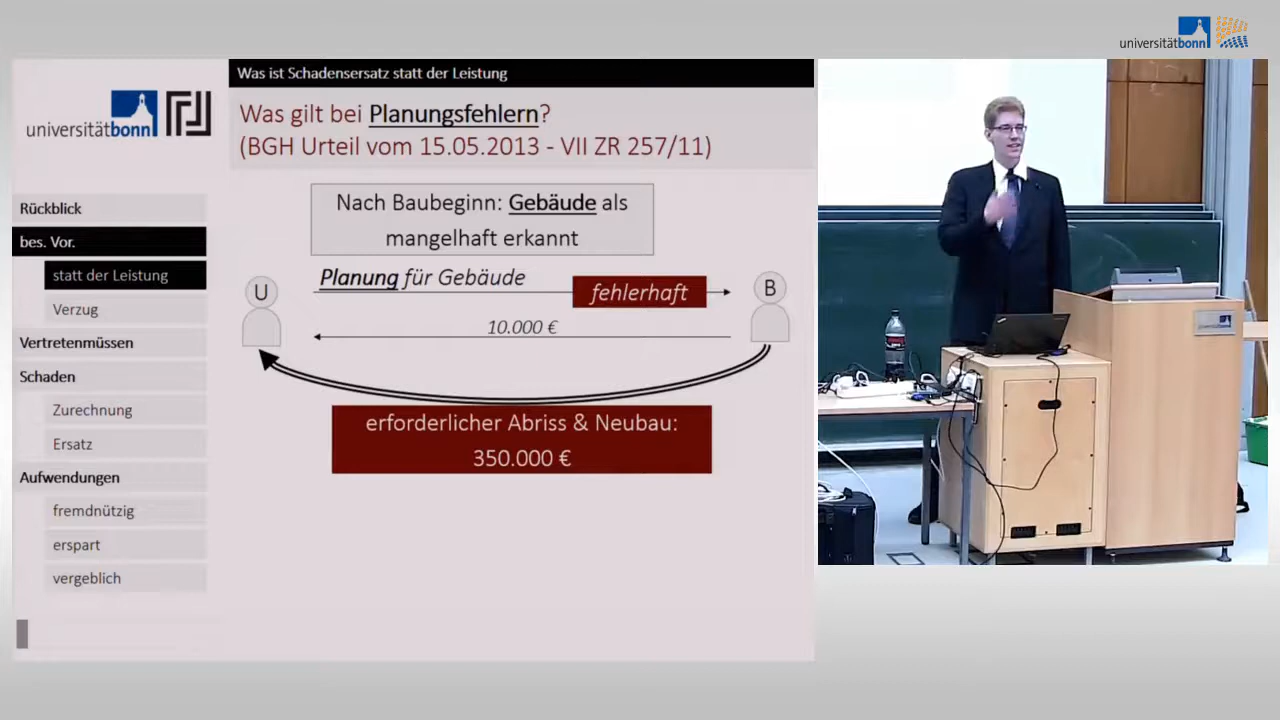 universitätbonn
universitätbonn
Was ist Schadensersatz statt der Leistung
Was gilt bei Planungsfehlern?
(BGH Urteil vom 15.05.2013 - VII ZR 257/11)
Rückblick
bes. Vor.
statt der Leistung
Verzug
Vertretenmüssen
Schaden
Zurechnung
Ersatz
Aufwendungen
fremdnützig
erspart
vergeblich
Nach Baubeginn: Gebäude als
mangelhaft erkannt
U
Planung für Gebäude
fehlerhaft
B
10.000 €
erforderlicher Abriss & Neubau:
350.000 €